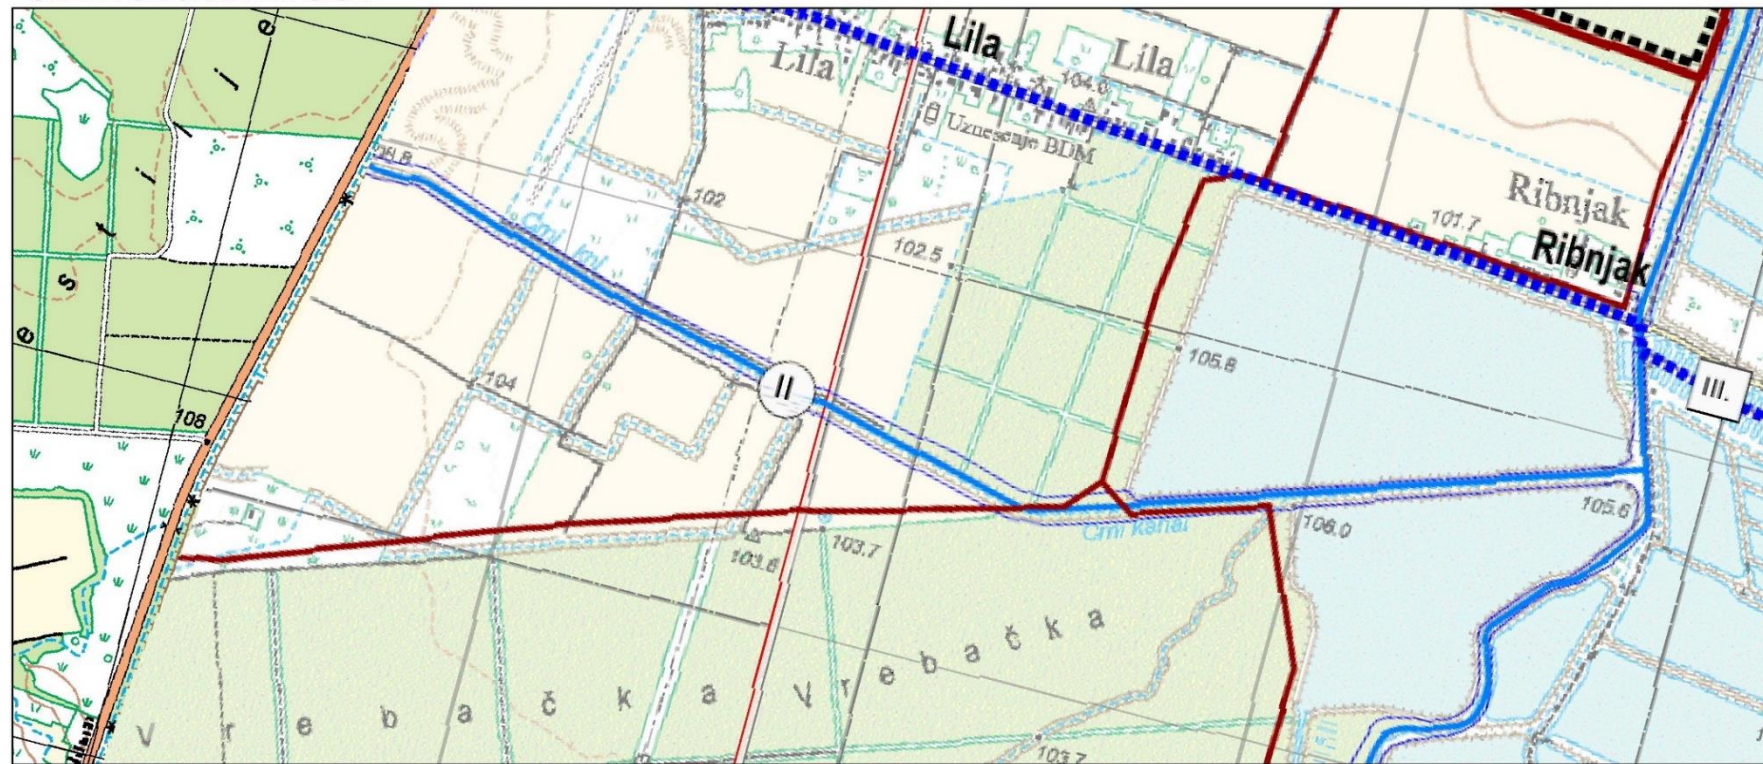 Lila
Lila
Lila
104.0
Uznesenje BDM
Ribnjak
101.7
Ribnjak
102
102.5
105.8
104
108
II
III.
105.6
106.0
Crni kanal
103.6
103.7
V r e b a č k a
V r e b a č k a
103.7